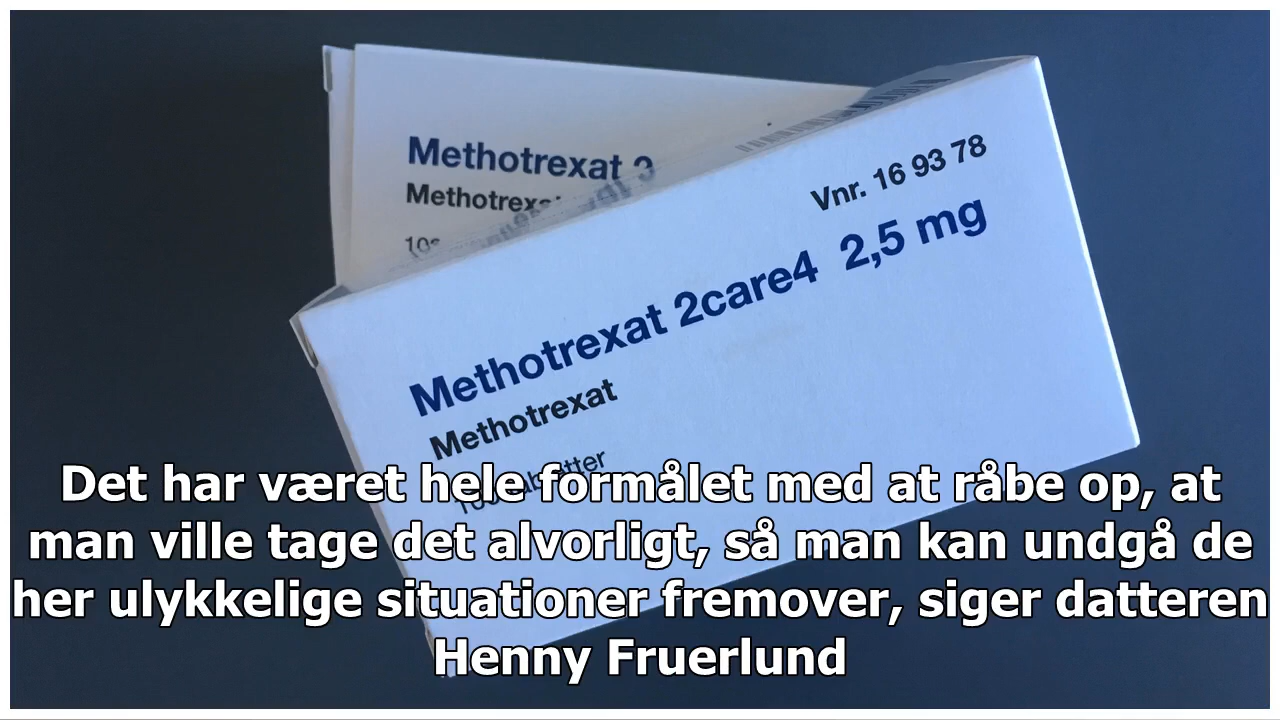 Methotrexat 3
Vnr. 16 93 78
Methotrexat 2care4 2,5 mg
Methotrexat
Det har været hele formålet med at råbe op, at
man ville tage det alvorligt, så man kan undgå de
her ulykkelige situationer fremover, siger datteren
Henny Fruerlund